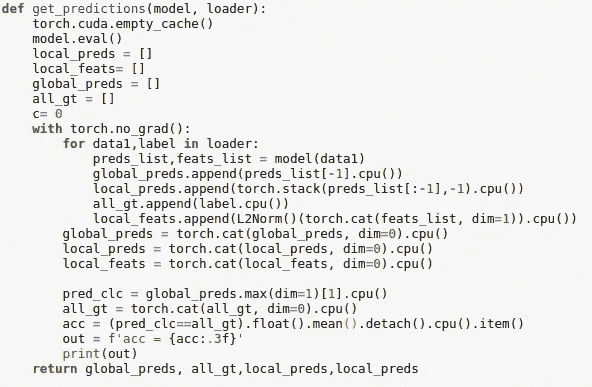 def get_predictions(model, loader):
    torch.cuda.empty_cache()
    model.eval()
    local_preds = []
    local_feats= []
    global_preds = []
    all_gt = []
    c= 0
    with torch.no_grad():
        for data1,label in loader:
            preds_list,feats_list = model(data1)
            global_preds.append(preds_list[-1].cpu())
            local_preds.append(torch.stack(preds_list[:-1],-1).cpu())
            all_gt.append(label.cpu())
            local_feats.append(L2Norm()(torch.cat(feats_list, dim=1)).cpu())
        global_preds = torch.cat(global_preds, dim=0).cpu()
        local_preds = torch.cat(local_preds, dim=0).cpu()
        local_feats = torch.cat(local_feats, dim=0).cpu()
        pred_clc = global_preds.max(dim=1)[1].cpu()
        all_gt = torch.cat(all_gt, dim=0).cpu()
        acc = (pred_clc==all_gt).float().mean().detach().cpu().item()
        out = f'acc = {acc:.3f}'
        print(out)
    return global_preds, all_gt,local_preds,local_preds